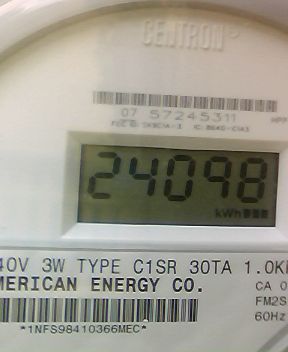 CENTRON
07 57245311
24098
kWh
40V 3W TYPE C1SR 30TA 1.0K
MERICAN ENERGY CO.
CA 0
FM2S
60Hz
*1NFS98410366MEC*